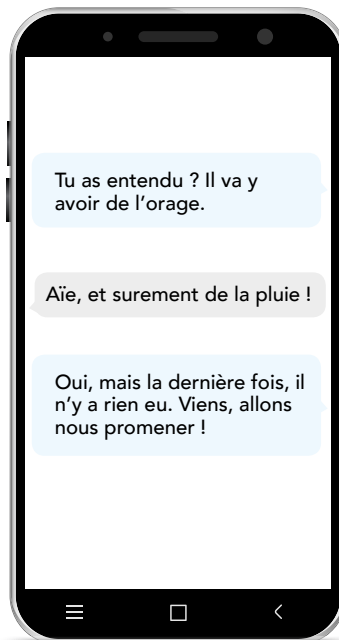 Tu as entendu ? Il va y
avoir de l’orage.
Aïe, et surement de la pluie !
Oui, mais la dernière fois, il
n’y a rien eu. Viens, allons
nous promener !